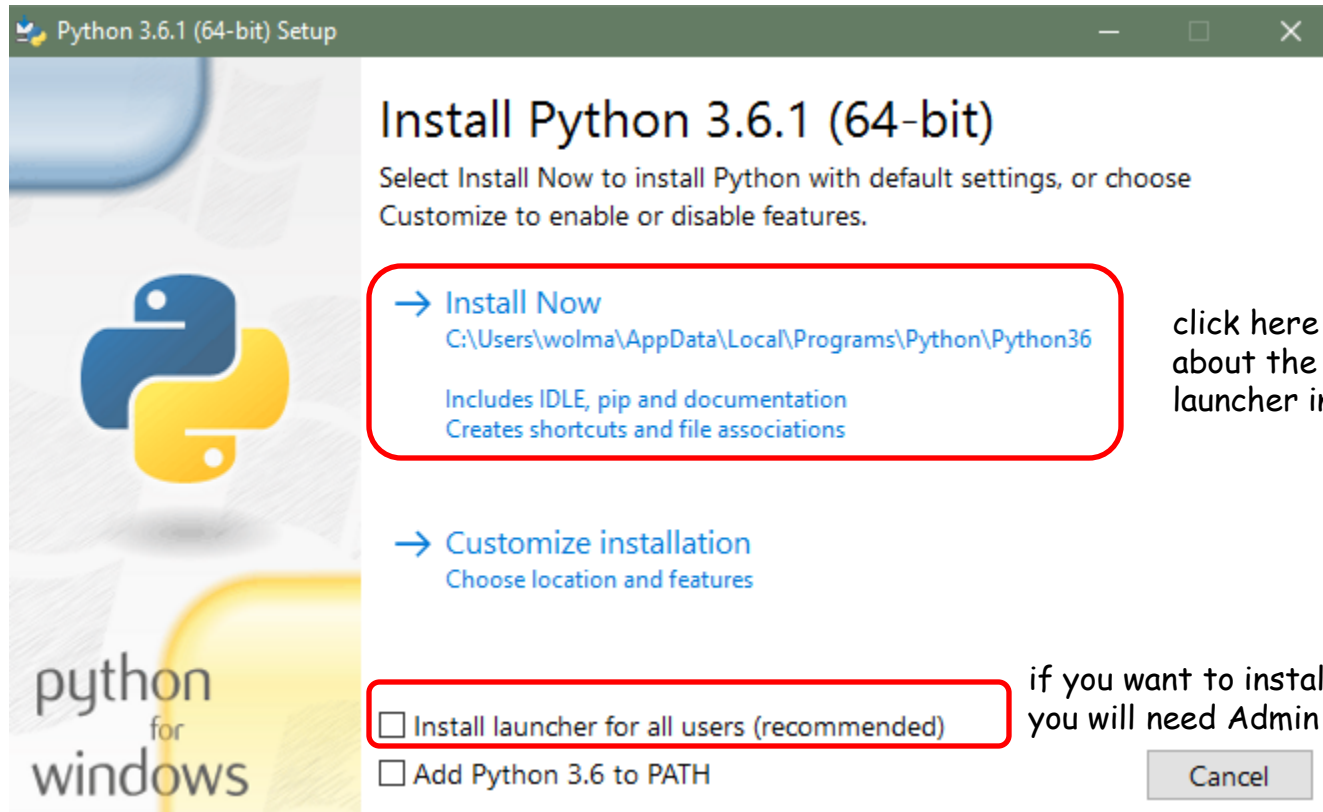 Python 3.6.1 (64-bit) Setup
Install Python 3.6.1 (64-bit)
Select Install Now to install Python with default settings, or choose
Customize to enable or disable features.
Install Now
C:\Users\wolma\AppData\Local\Programs\Python\Python36
Includes IDLE, pip and documentation
Creates shortcuts and file associations
click here
about the
launcher
Customize installation
Choose location and features
if you want to
you will need Admin
Install launcher for all users (recommended)
Add Python 3.6 to PATH
Cancel
python
for
windows